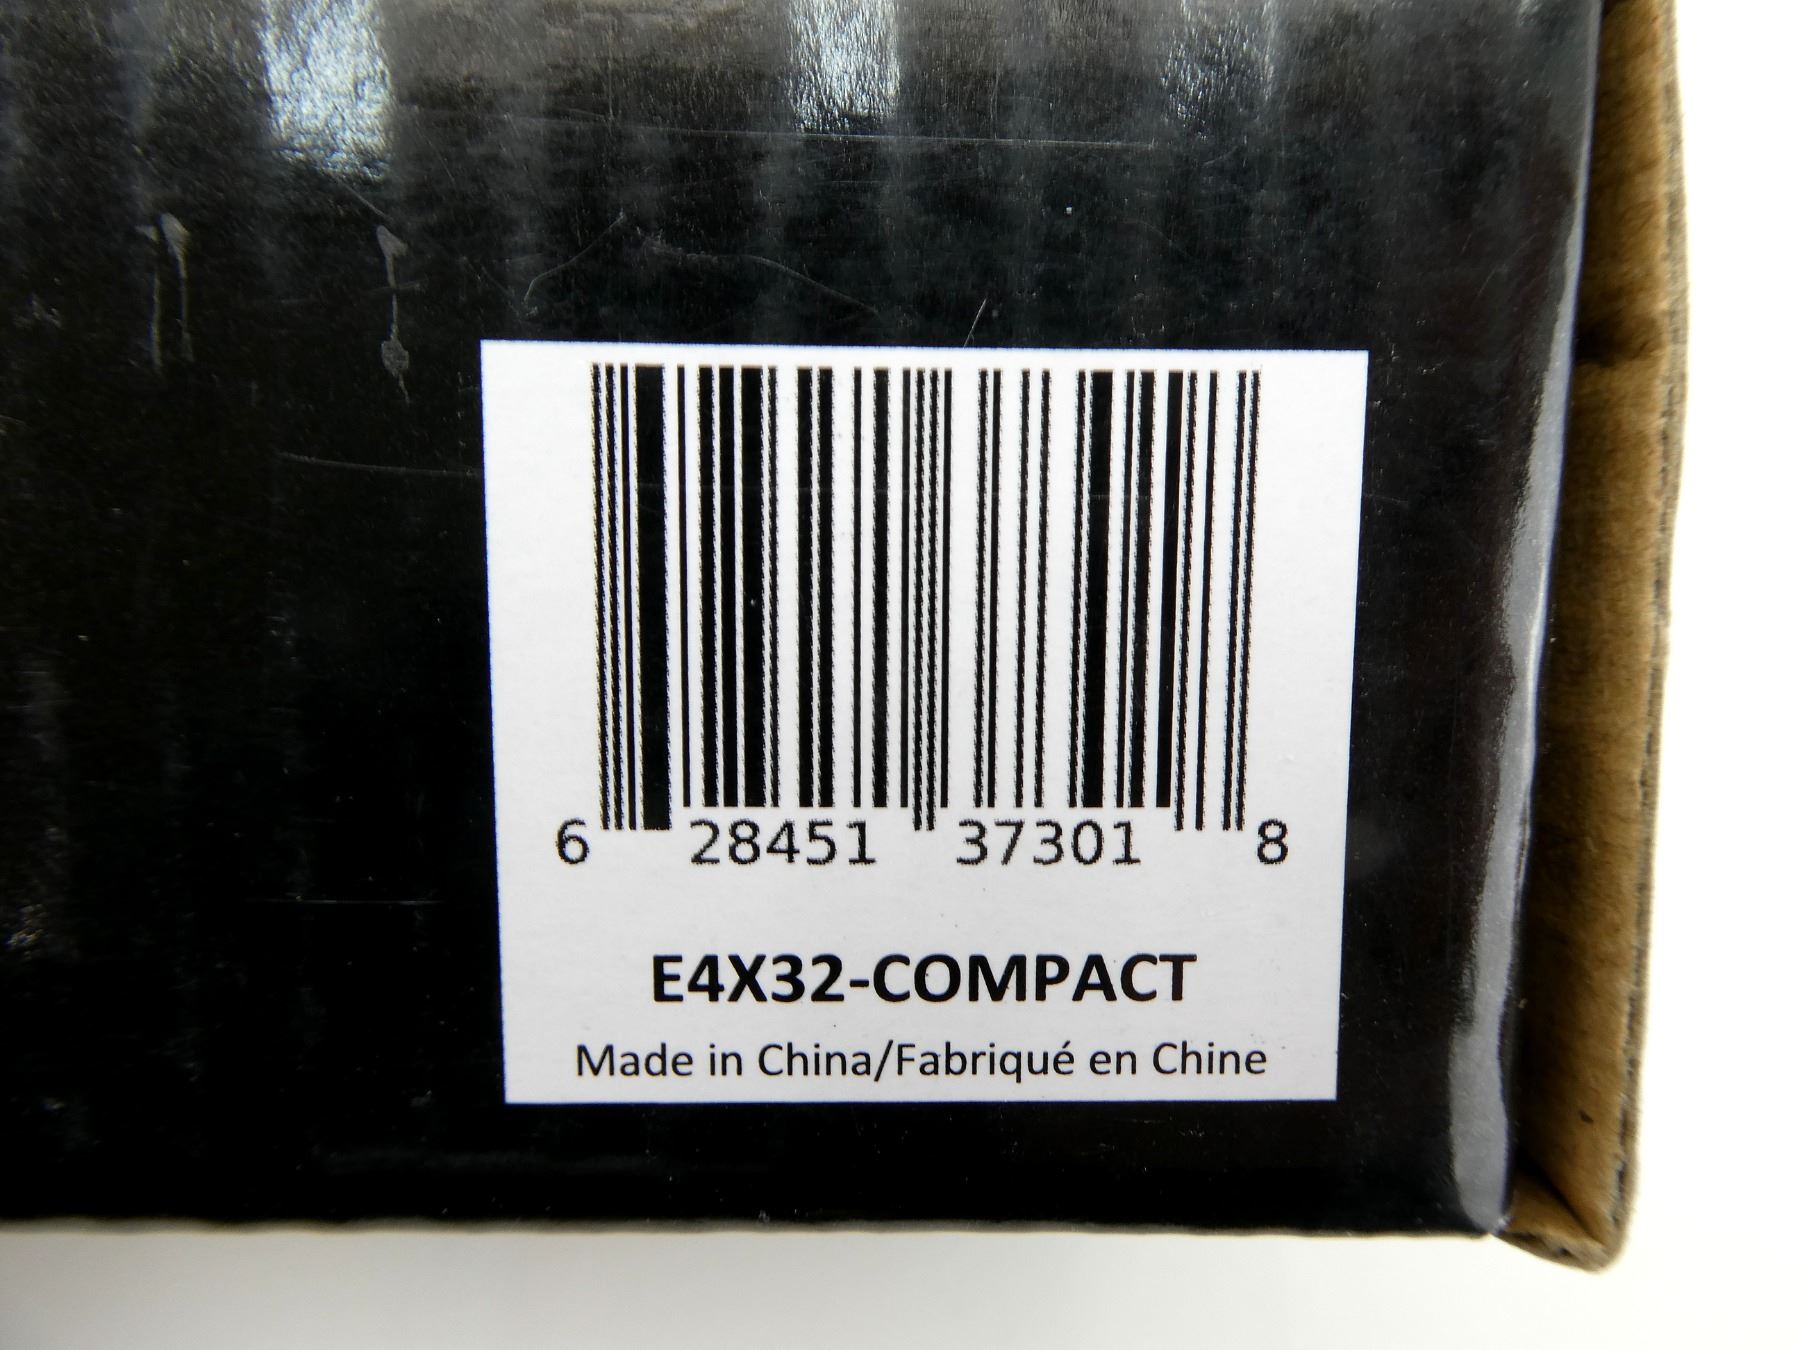 6 28451 37301 8
E4X32-COMPACT
Made in China/Fabriqué en Chine